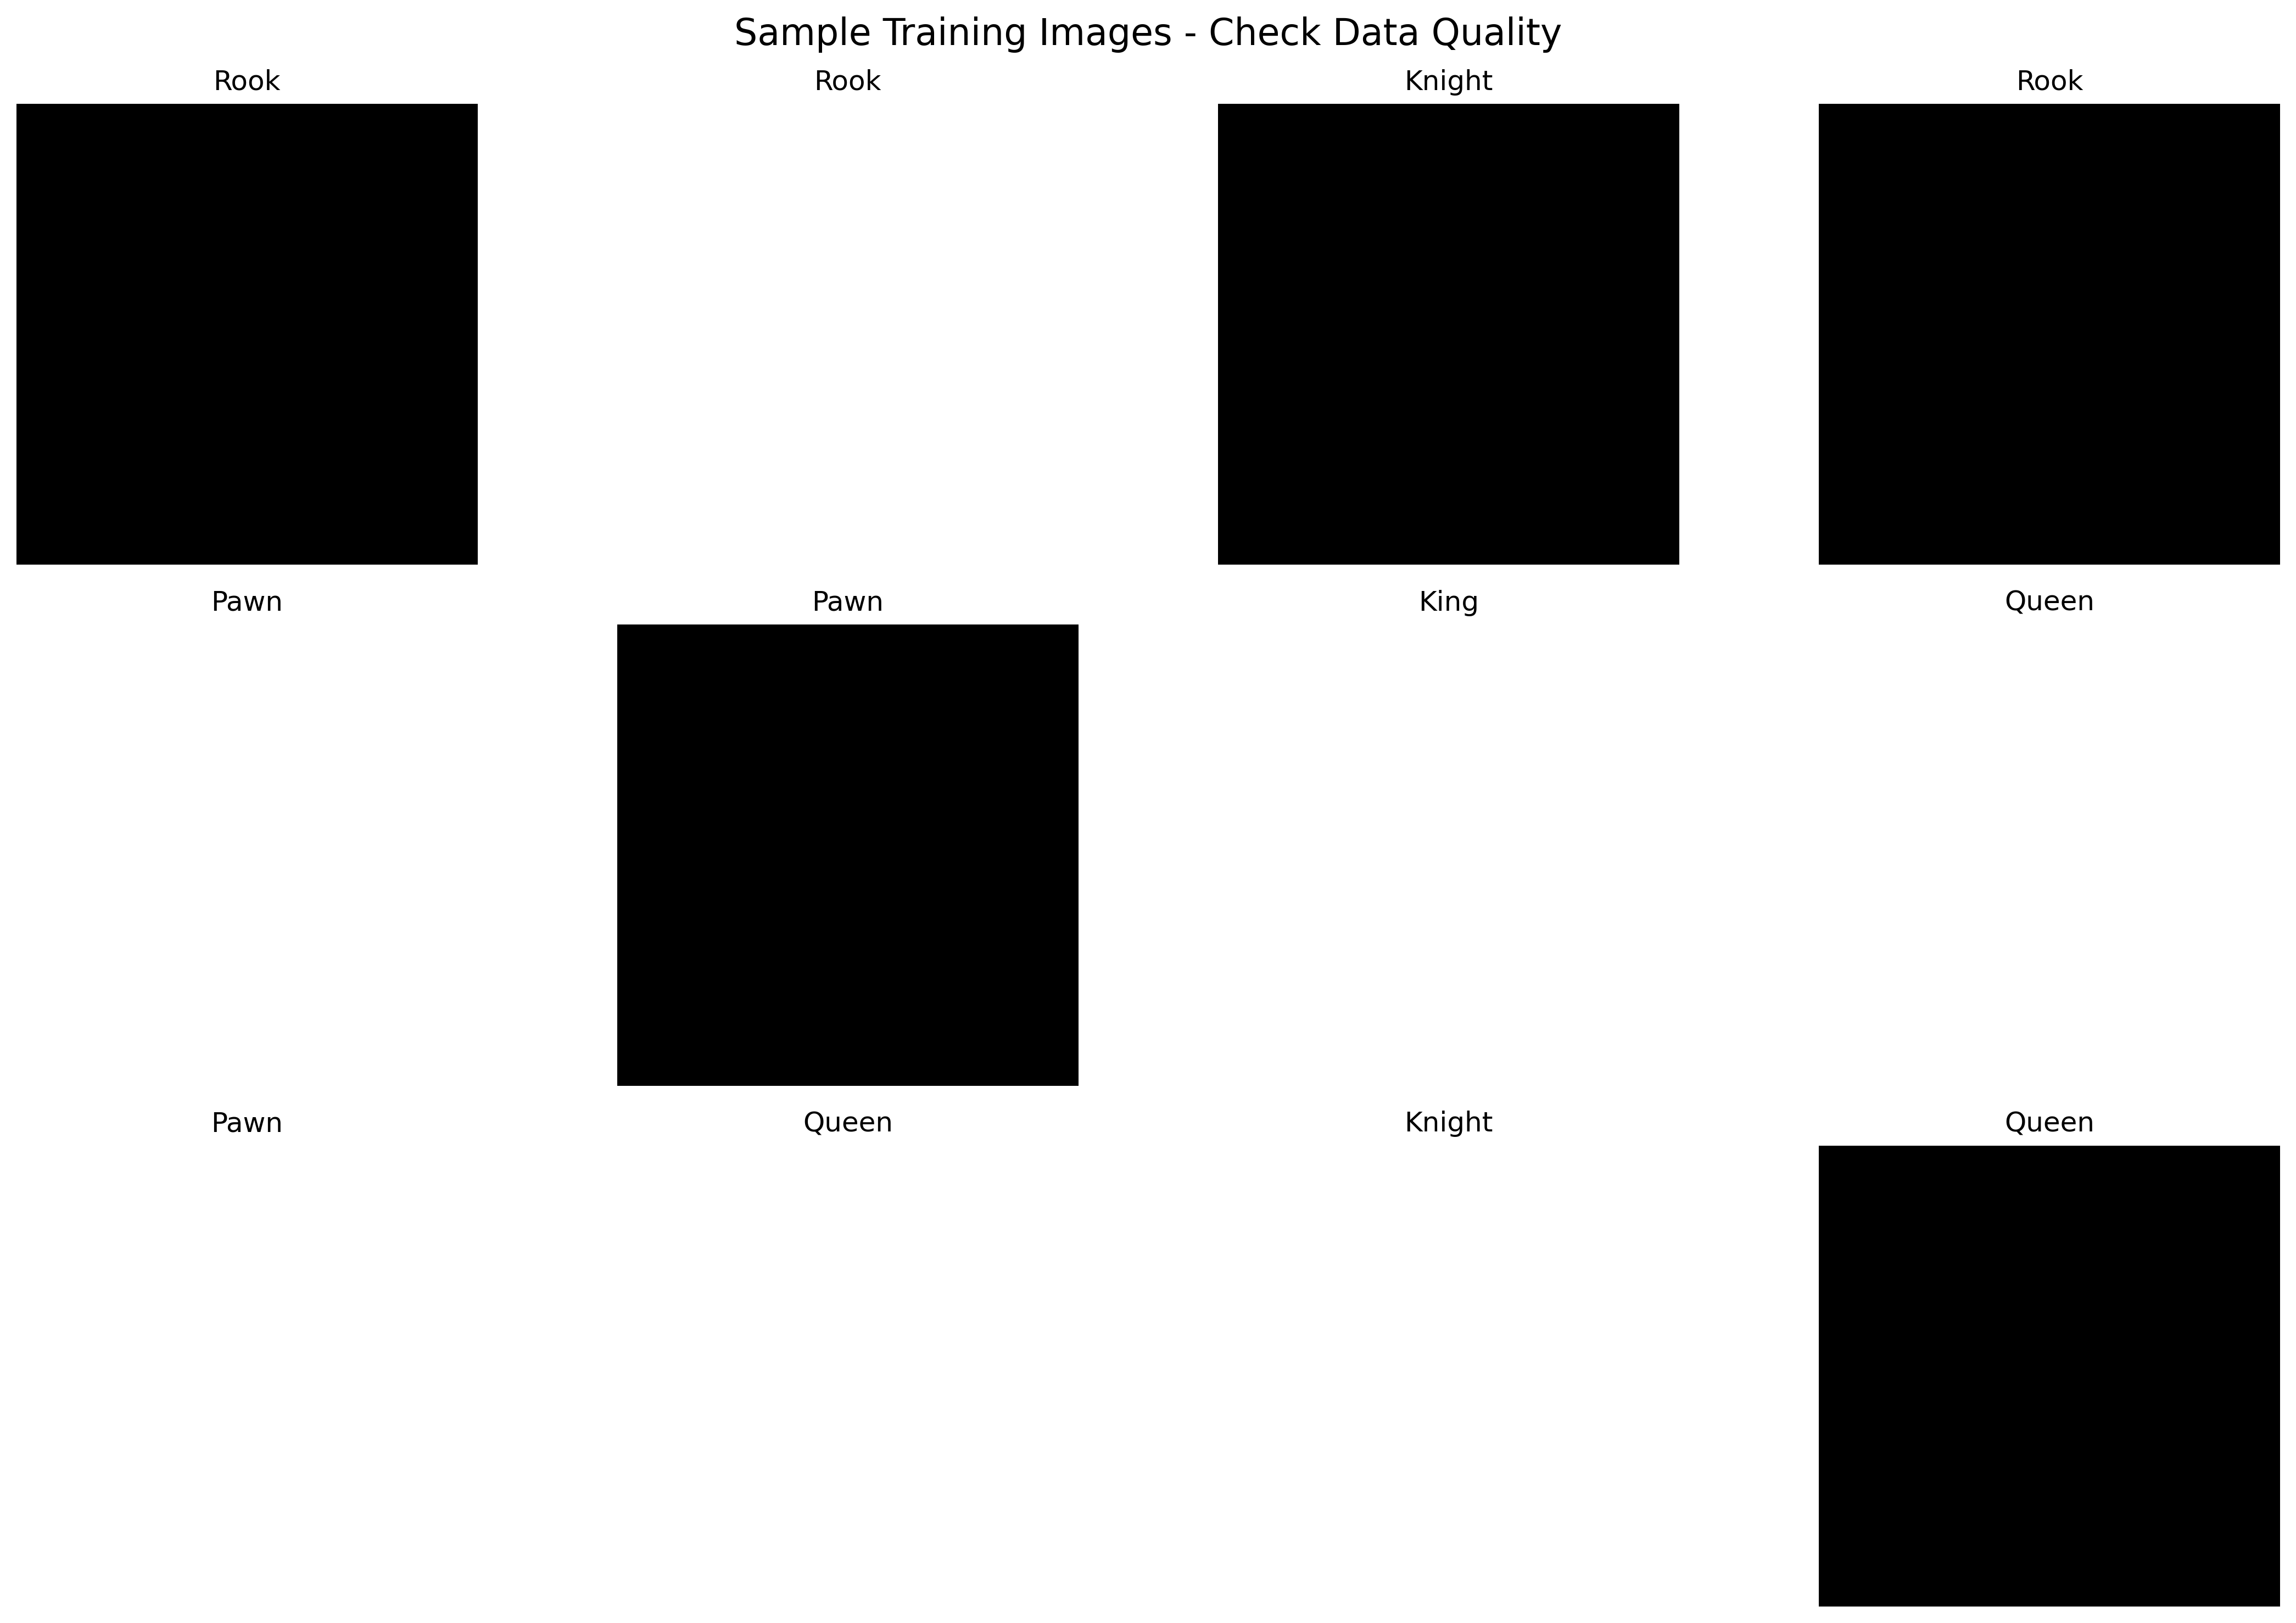 Sample Training Images - Check Data Quality
Rook Rook Knight Rook
Pawn Pawn King Queen
Pawn Queen Knight Queen